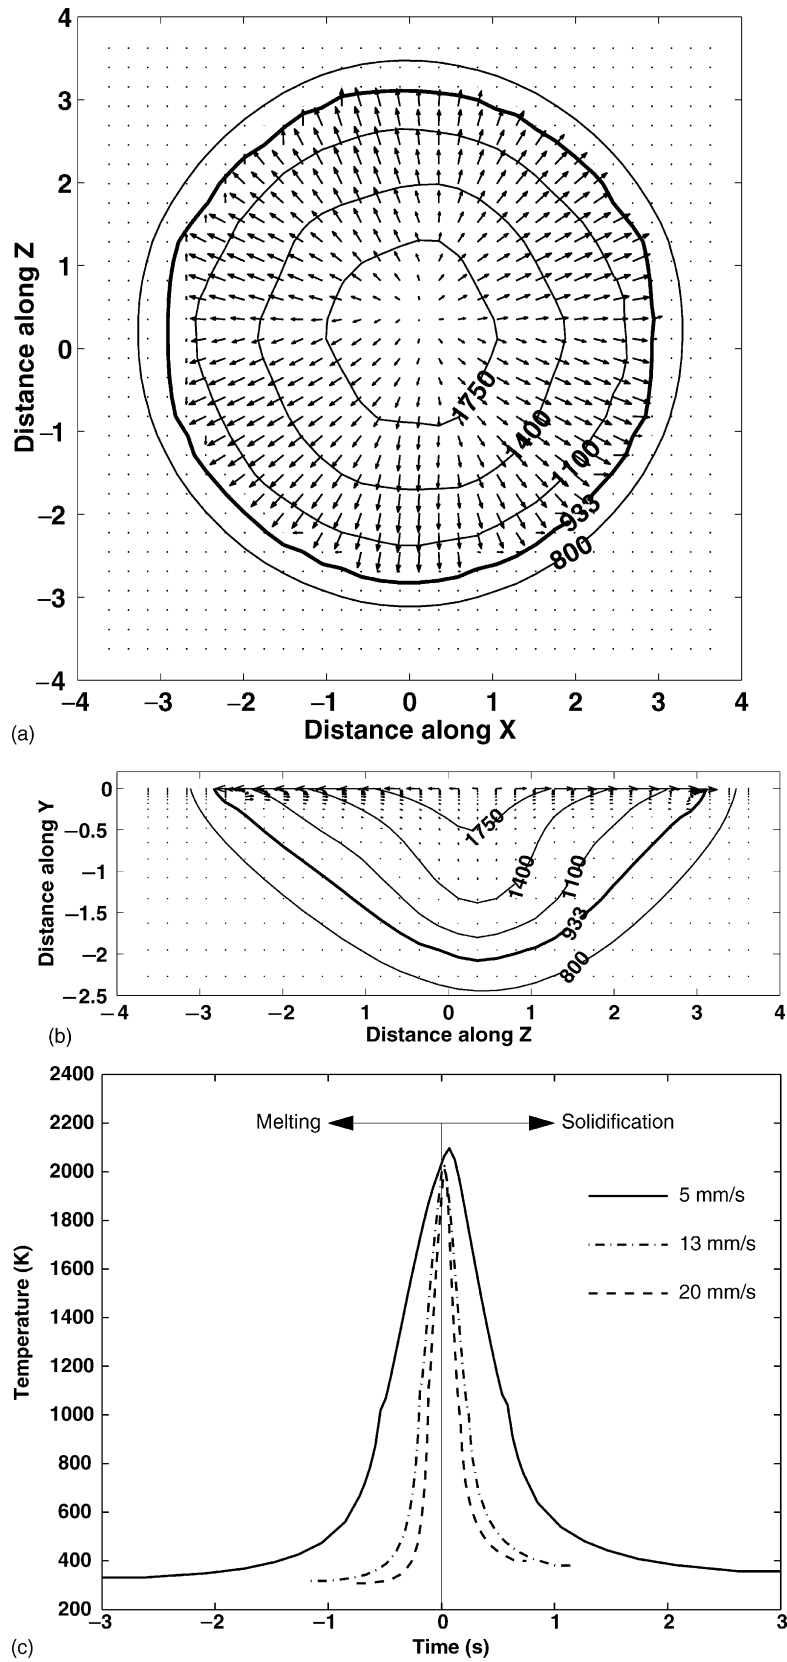 4
3
2
1
0
−1
−2
−3
−4
Distance along Z
1750
1400
1100
933
800
−4 −3 −2 −1 0 1 2 3 4
Distance along X
(a)
0
−0.5
−1
−1.5
−2
−2.5
Distance along Y
1750
1400
1100
933
800
−4 −3 −2 −1 0 1 2 3 4
Distance along Z
(b)
2400
2200
2000
1800
1600
1400
1200
1000
800
600
400
200
Temperature (K)
Melting Solidification
5 mm/s
13 mm/s
20 mm/s
−3 −2 −1 0 1 2 3
Time (s)
(c)